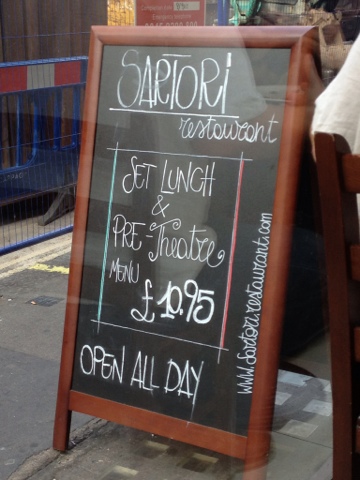 SARTORI
restaurant
SET LUNCH
&
PRE-Theatre
MENU
£10.95
OPEN ALL DAY
www.Sartori.restaurant.com